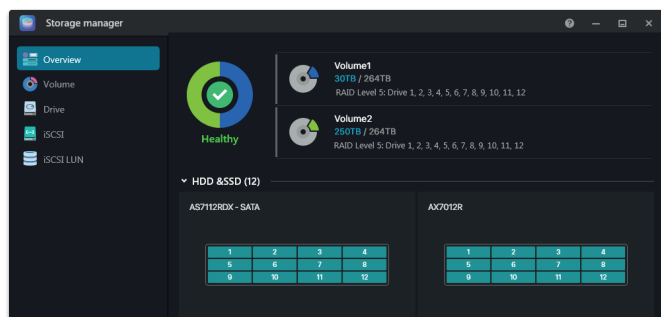 Storage manager
Overview
Volume
Drive
iSCSI
iSCSI LUN
Healthy
Volume1
30TB / 264TB
RAID Level 5: Drive 1, 2, 3, 4, 5, 6, 7, 8, 9, 10, 11, 12
Volume2
250TB / 264TB
RAID Level 5: Drive 1, 2, 3, 4, 5, 6, 7, 8, 9, 10, 11, 12
HDD &SSD (12)
AS7112RDX - SATA
1 2 3 4
5 6 7 8
9 10 11 12
AX7012R
1 2 3 4
5 6 7 8
9 10 11 12